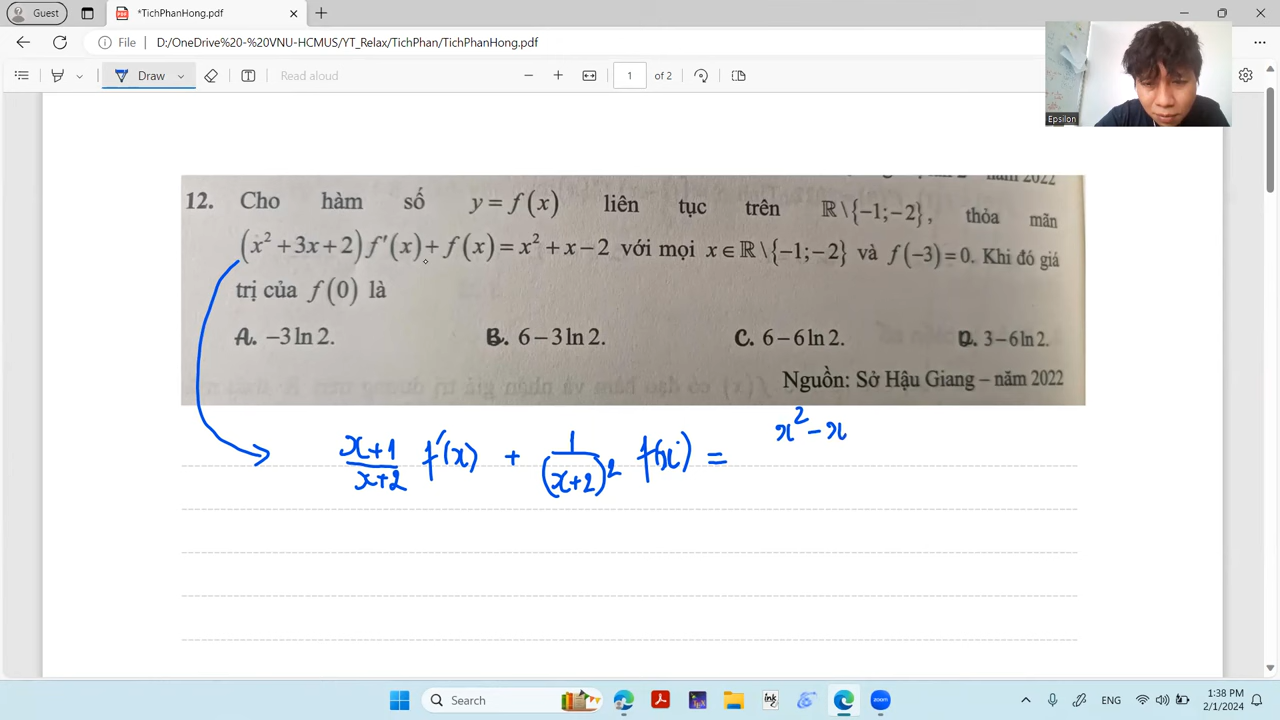 Guest
*TichPhanHong.pdf
File
D:/OneDrive%20-%20VNU-HCMUS/YT_Relax/TichPhan/TichPhanHong.pdf
Draw
Read aloud
1 of 2
Epsilon
12. Cho hàm số y = f(x) liên tục trên ℝ\{−1;−2}, thỏa mãn
(x² + 3x + 2) f′(x) + f(x) = x² + x − 2 với mọi x ∈ ℝ\{−1;−2} và f(−3) = 0. Khi đó giá
trị của f(0) là
A. −3 ln 2. B. 6 − 3 ln 2. C. 6 − 6 ln 2. D. 3 − 6 ln 2.
Nguồn: Sở Hậu Giang – năm 2022
x² − x
(x+1)/(x+2) f′(x) + 1/(x+2)² f(x) =
Search
ENG
1:38 PM
2/1/2024